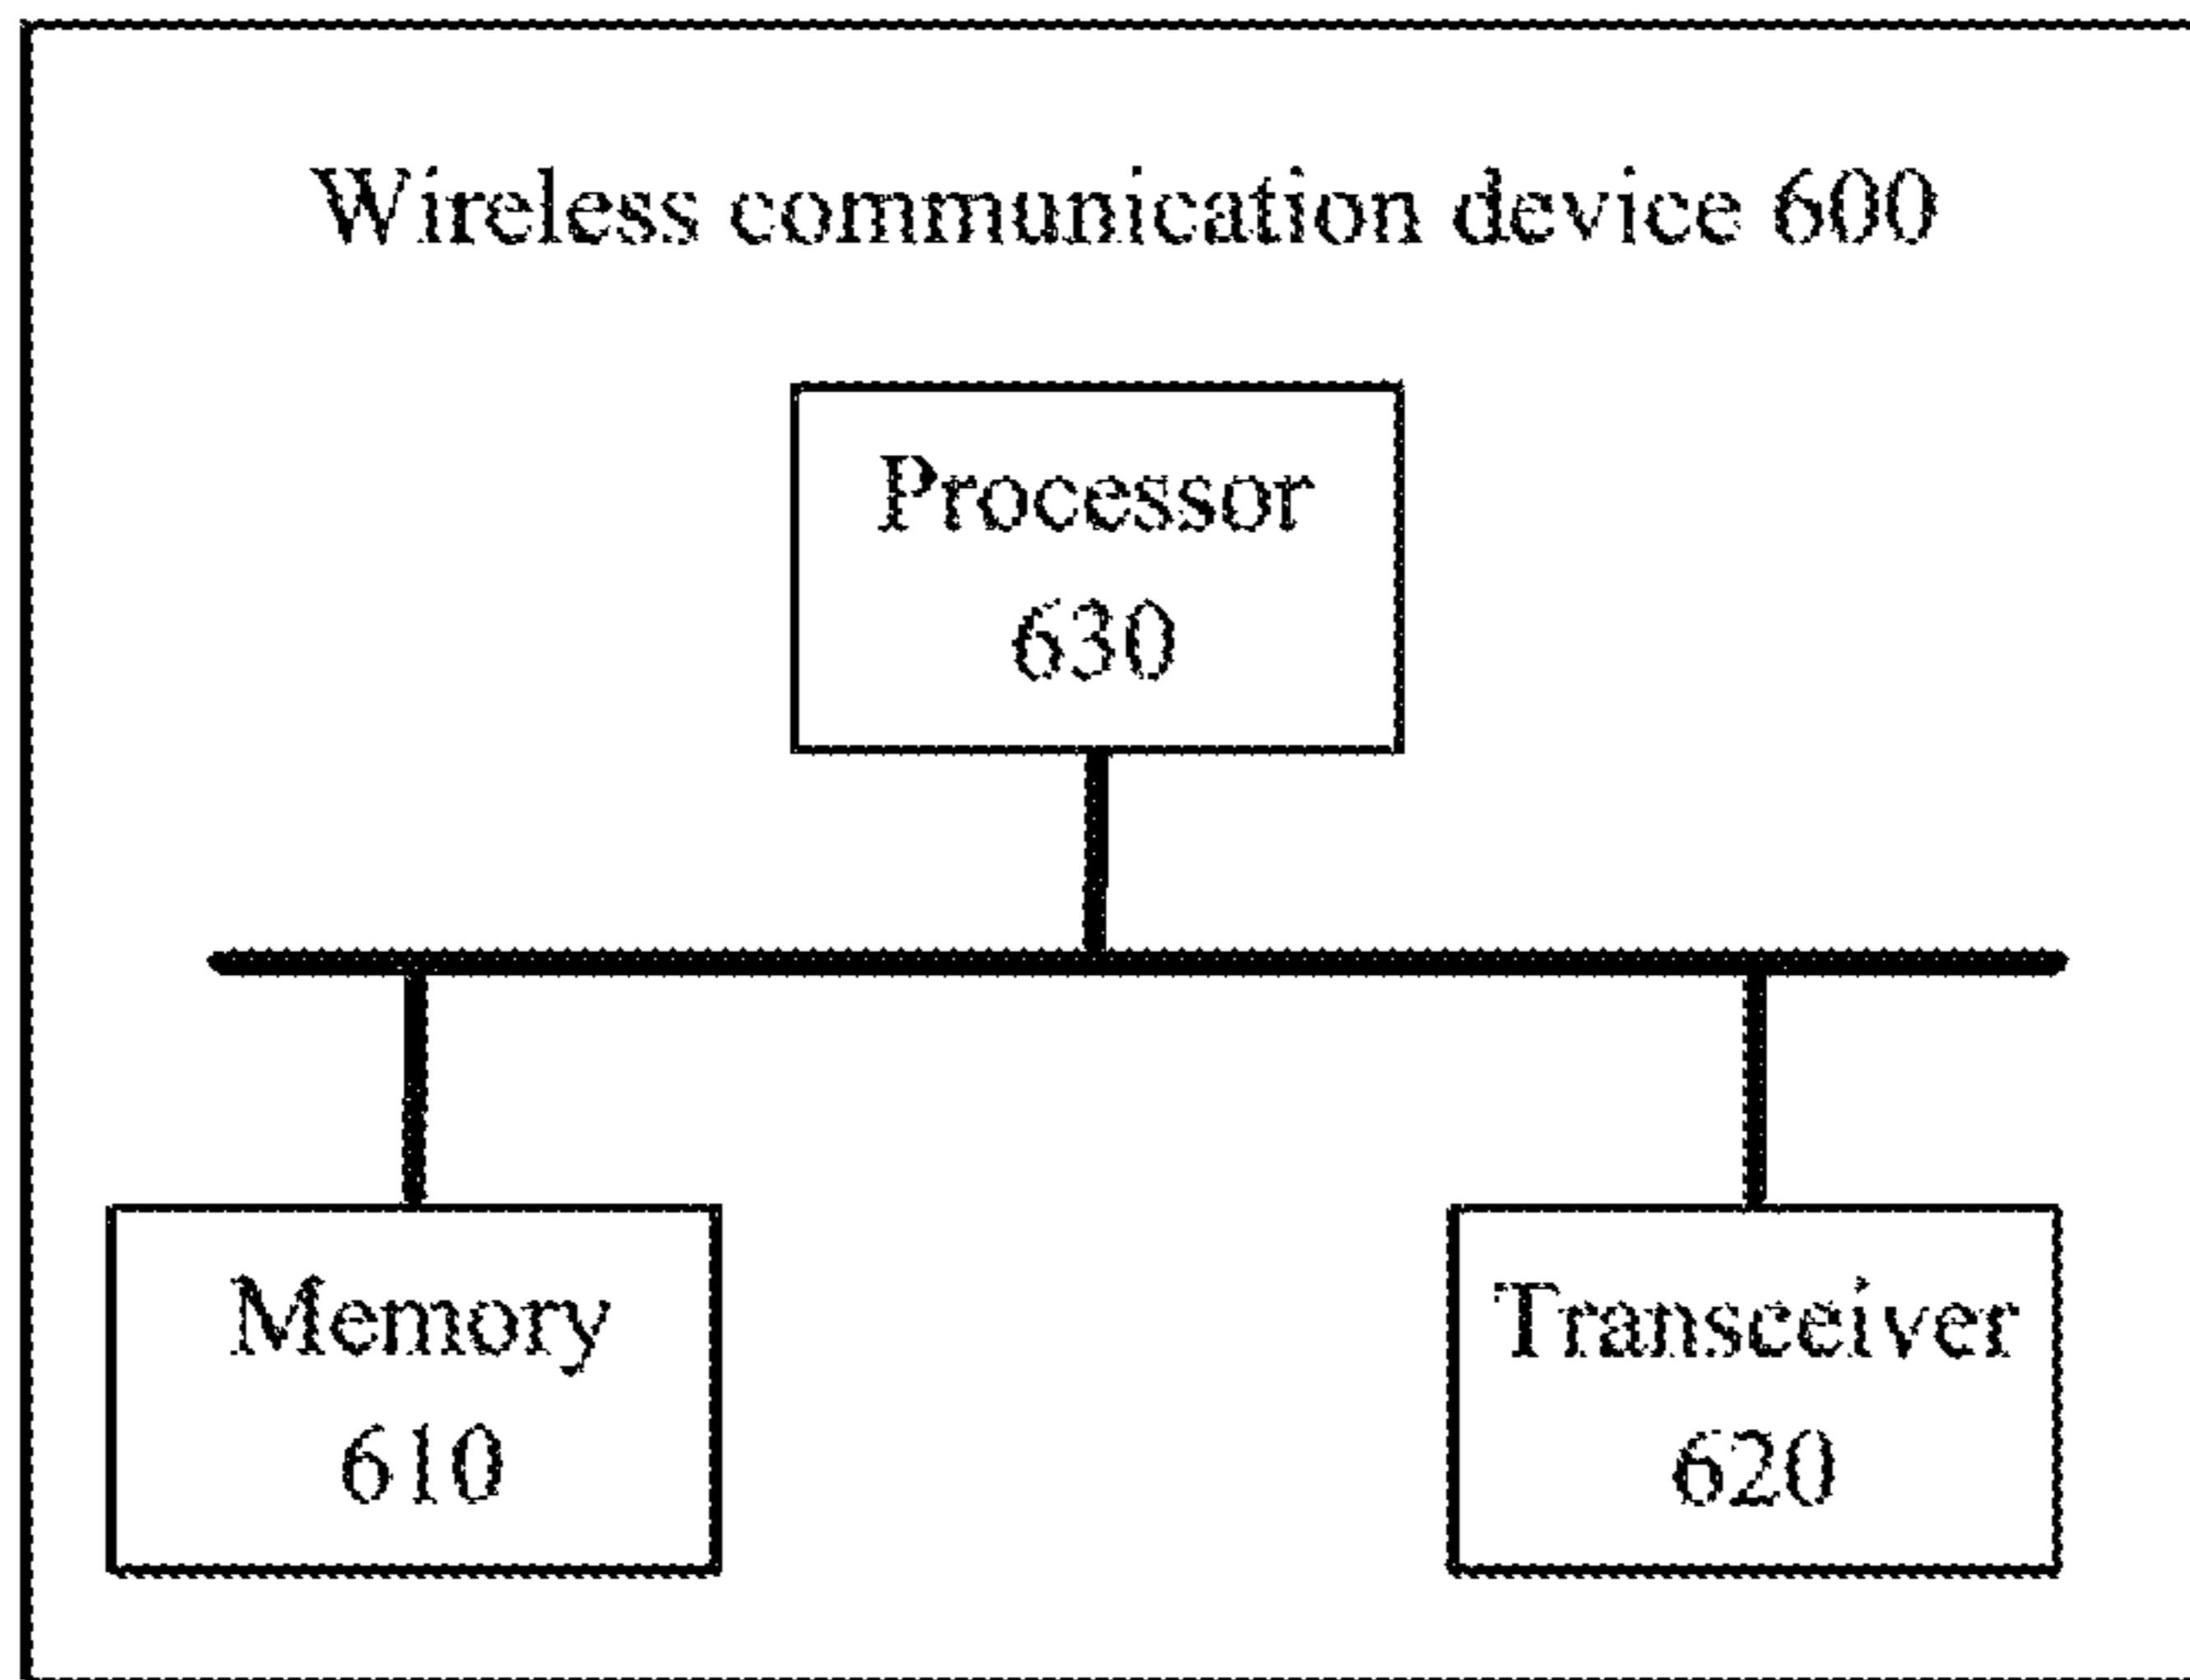 Wireless communication device 600
Processor
630
Memory
610
Transceiver
620